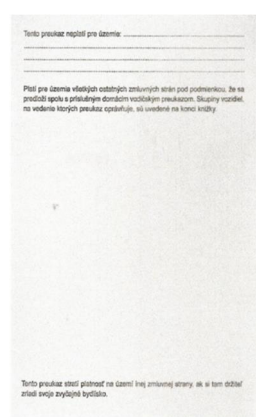 Tento preukaz neplatí pre územie:
Platí pre územia všetkých ostatných zmluvných strán pod podmienkou, že sa
predloží spolu s príslušným domácim vodičským preukazom. Skupiny vozidiel,
na vedenie ktorých preukaz oprávňuje, sú uvedené na konci knižky.
Tento preukaz stratí platnosť na území inej zmluvnej strany, ak si tam držiteľ
zriadi svoje zvyčajné bydlisko.